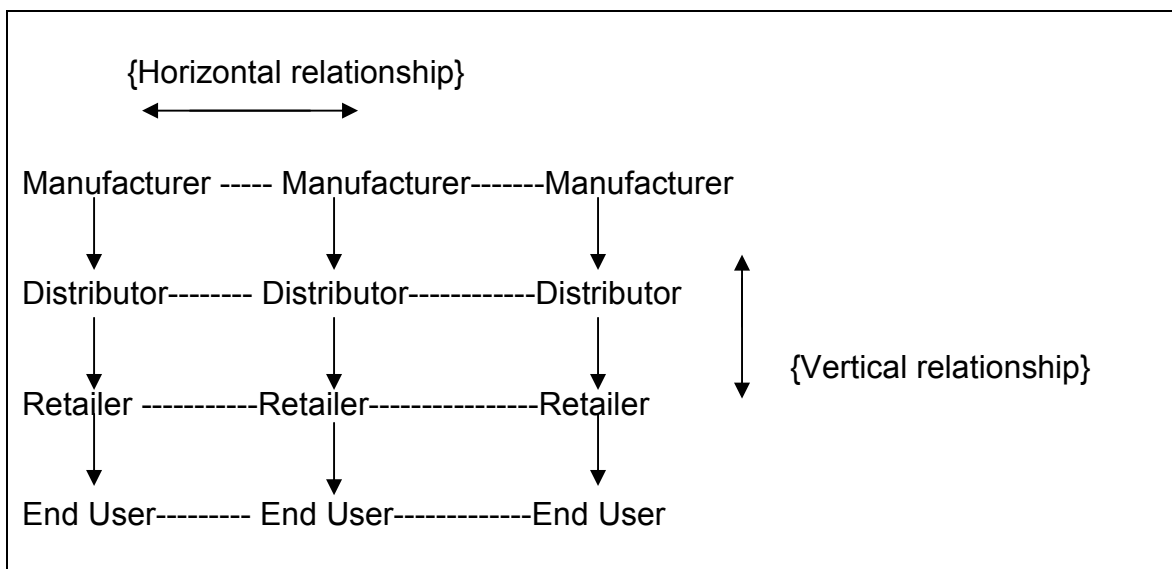 {Horizontal relationship}
Manufacturer ----- Manufacturer-------Manufacturer
Distributor-------- Distributor------------Distributor
{Vertical relationship}
Retailer -----------Retailer----------------Retailer
End User--------- End User-------------End User